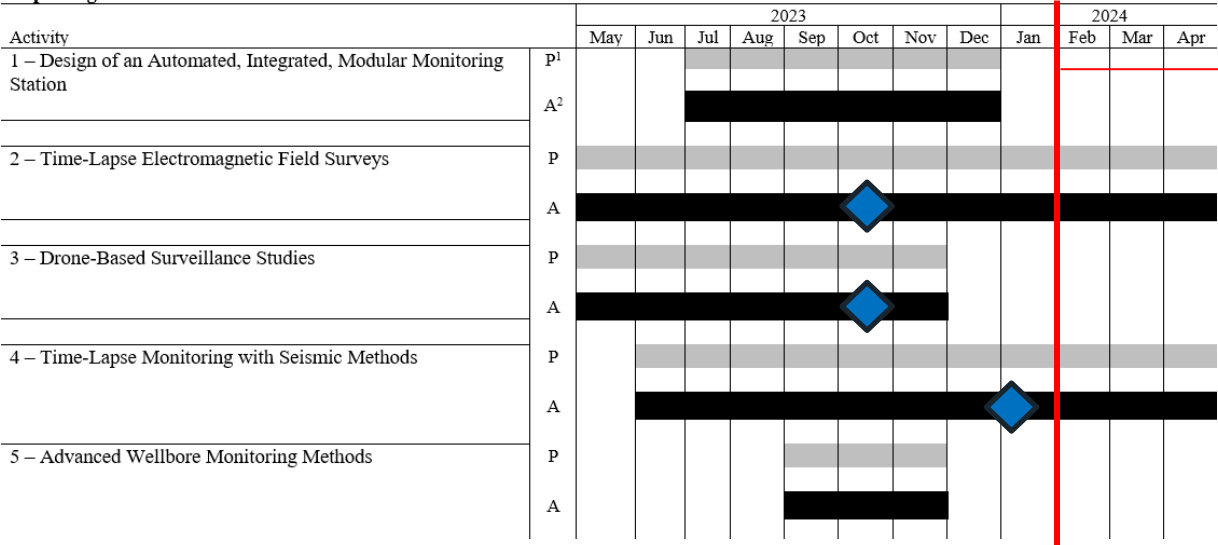 2023 2024
Activity May Jun Jul Aug Sep Oct Nov Dec Jan Feb Mar Apr
1 – Design of an Automated, Integrated, Modular Monitoring P¹
Station
A²
2 – Time-Lapse Electromagnetic Field Surveys P
A
3 – Drone-Based Surveillance Studies P
A
4 – Time-Lapse Monitoring with Seismic Methods P
A
5 – Advanced Wellbore Monitoring Methods P
A